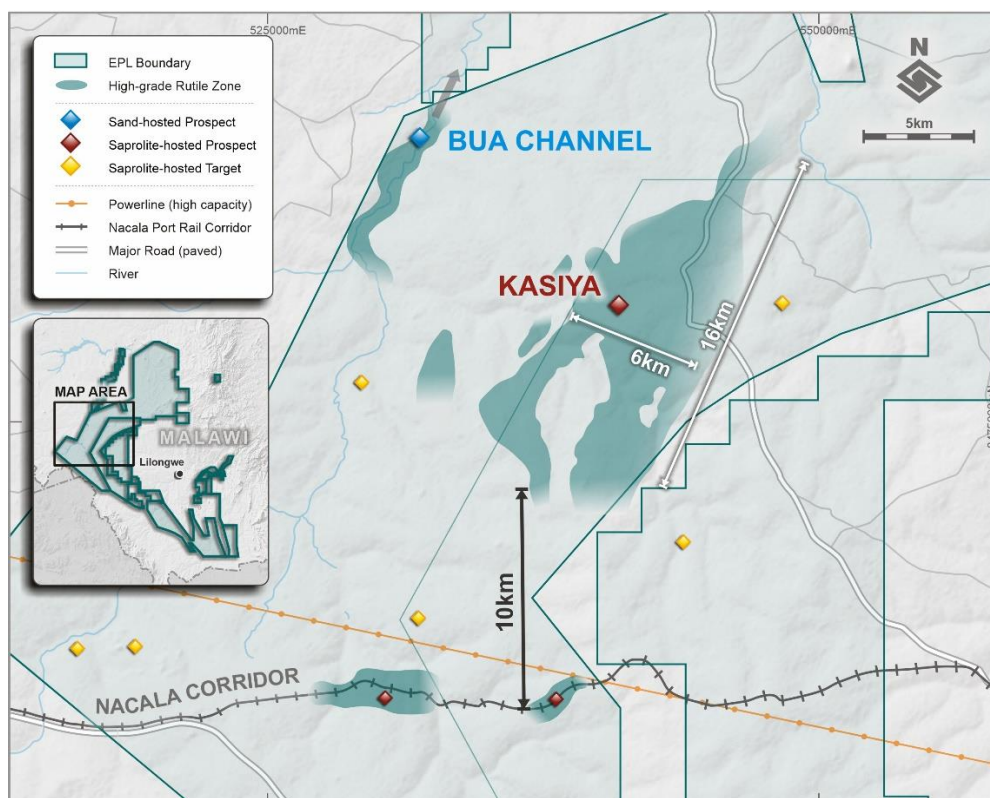 525000mE
550000mE
EPL Boundary
High-grade Rutile Zone
Sand-hosted Prospect
Saprolite-hosted Prospect
Saprolite-hosted Target
Powerline (high capacity)
Nacala Port Rail Corridor
Major Road (paved)
River
N
5km
BUA CHANNEL
KASIYA
6km
16km
MAP AREA
MALAWI
Lilongwe
10km
NACALA CORRIDOR